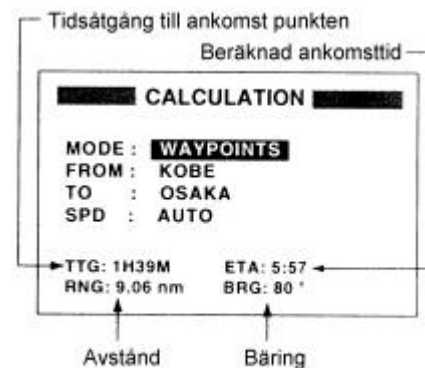 Tidsåtgång till ankomst punkten
Beräknad ankomsttid
CALCULATION
MODE : WAYPOINTS
FROM : KOBE
TO : OSAKA
SPD : AUTO
TTG: 1H39M ETA: 5:57
RNG: 9.06 nm BRG: 80 °
Avstånd Bäring